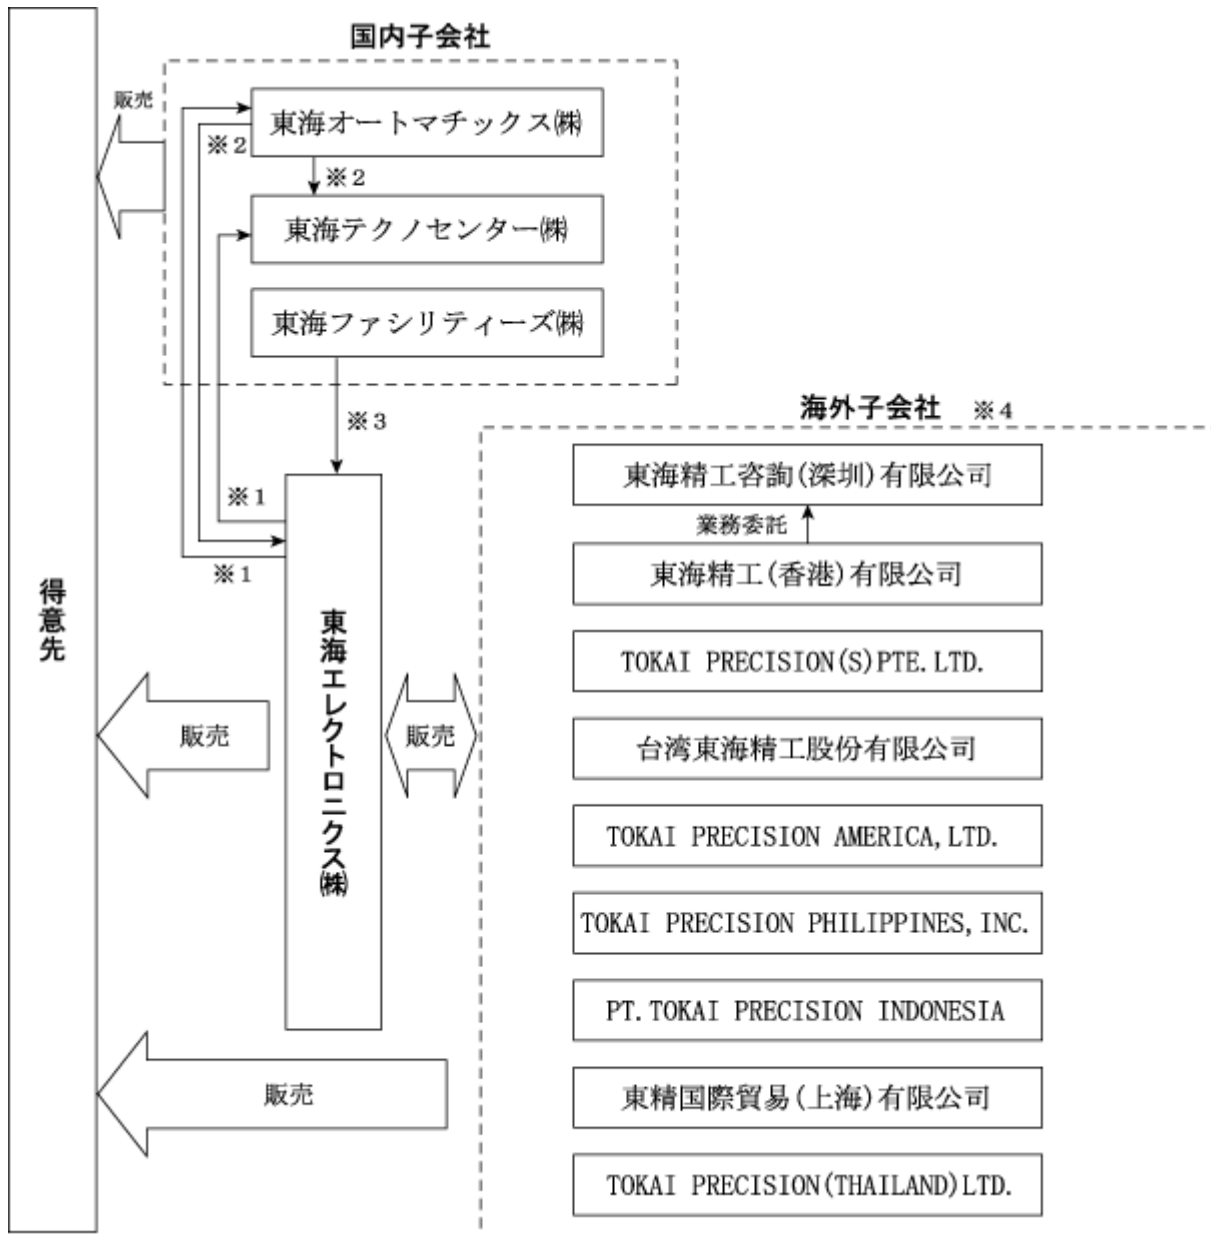 国内子会社
販売
東海オートマチックス㈱
※2
※2
東海テクノセンター㈱
東海ファシリティーズ㈱
※3
海外子会社 ※4
東海精工咨詢(深圳)有限公司
※1
業務委託
東海精工(香港)有限公司
※1
得意先
東海エレクトロニクス㈱
TOKAI PRECISION(S)PTE.LTD.
販売
販売
台湾東海精工股份有限公司
TOKAI PRECISION AMERICA,LTD.
TOKAI PRECISION PHILIPPINES,INC.
PT.TOKAI PRECISION INDONESIA
販売
東精国際貿易(上海)有限公司
TOKAI PRECISION(THAILAND)LTD.